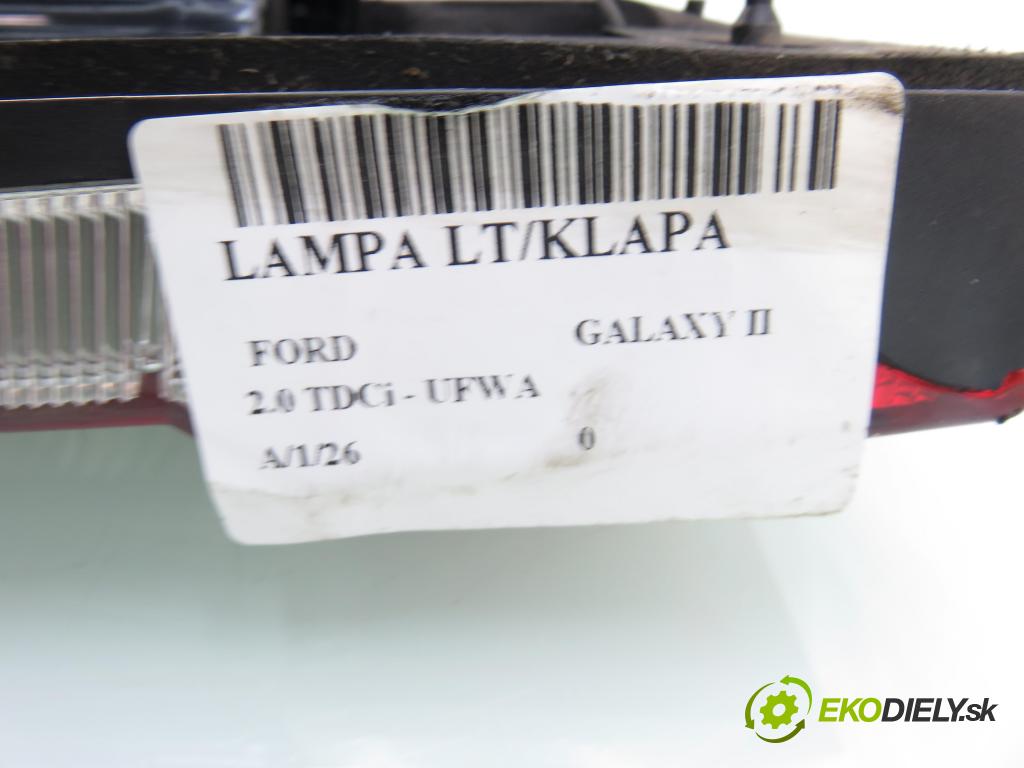 LAMPA LT/KLAPA
FORD GALAXY II
2.0 TDCi - UFWA
A/1/26 0
EKODIELY.sk